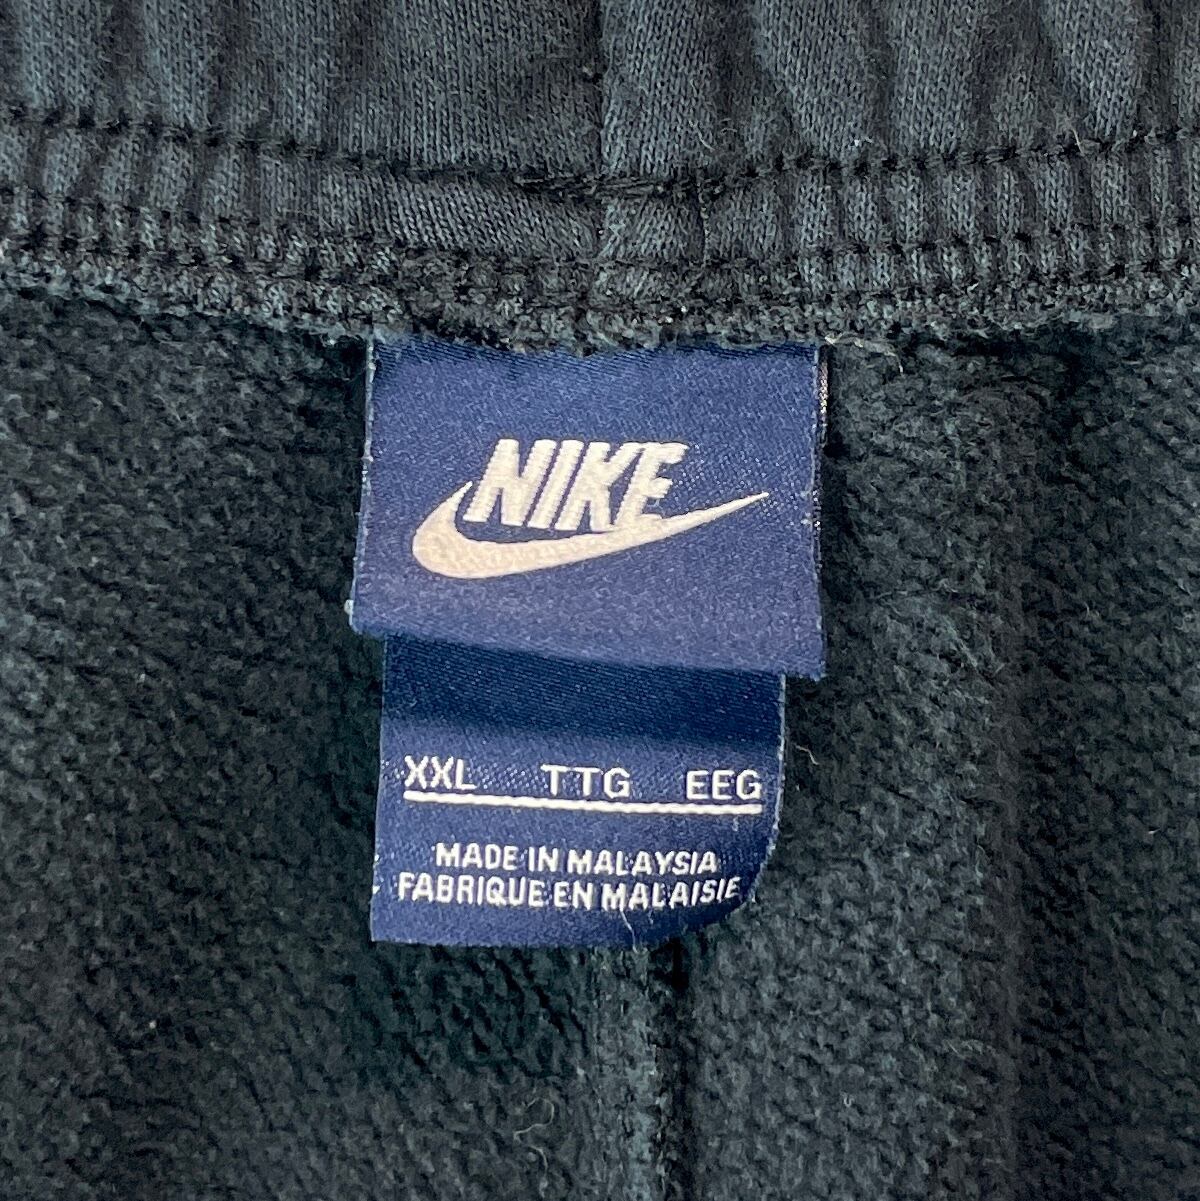 NIKE
XXL TTG EEG
MADE IN MALAYSIA
FABRIQUE EN MALAISIE